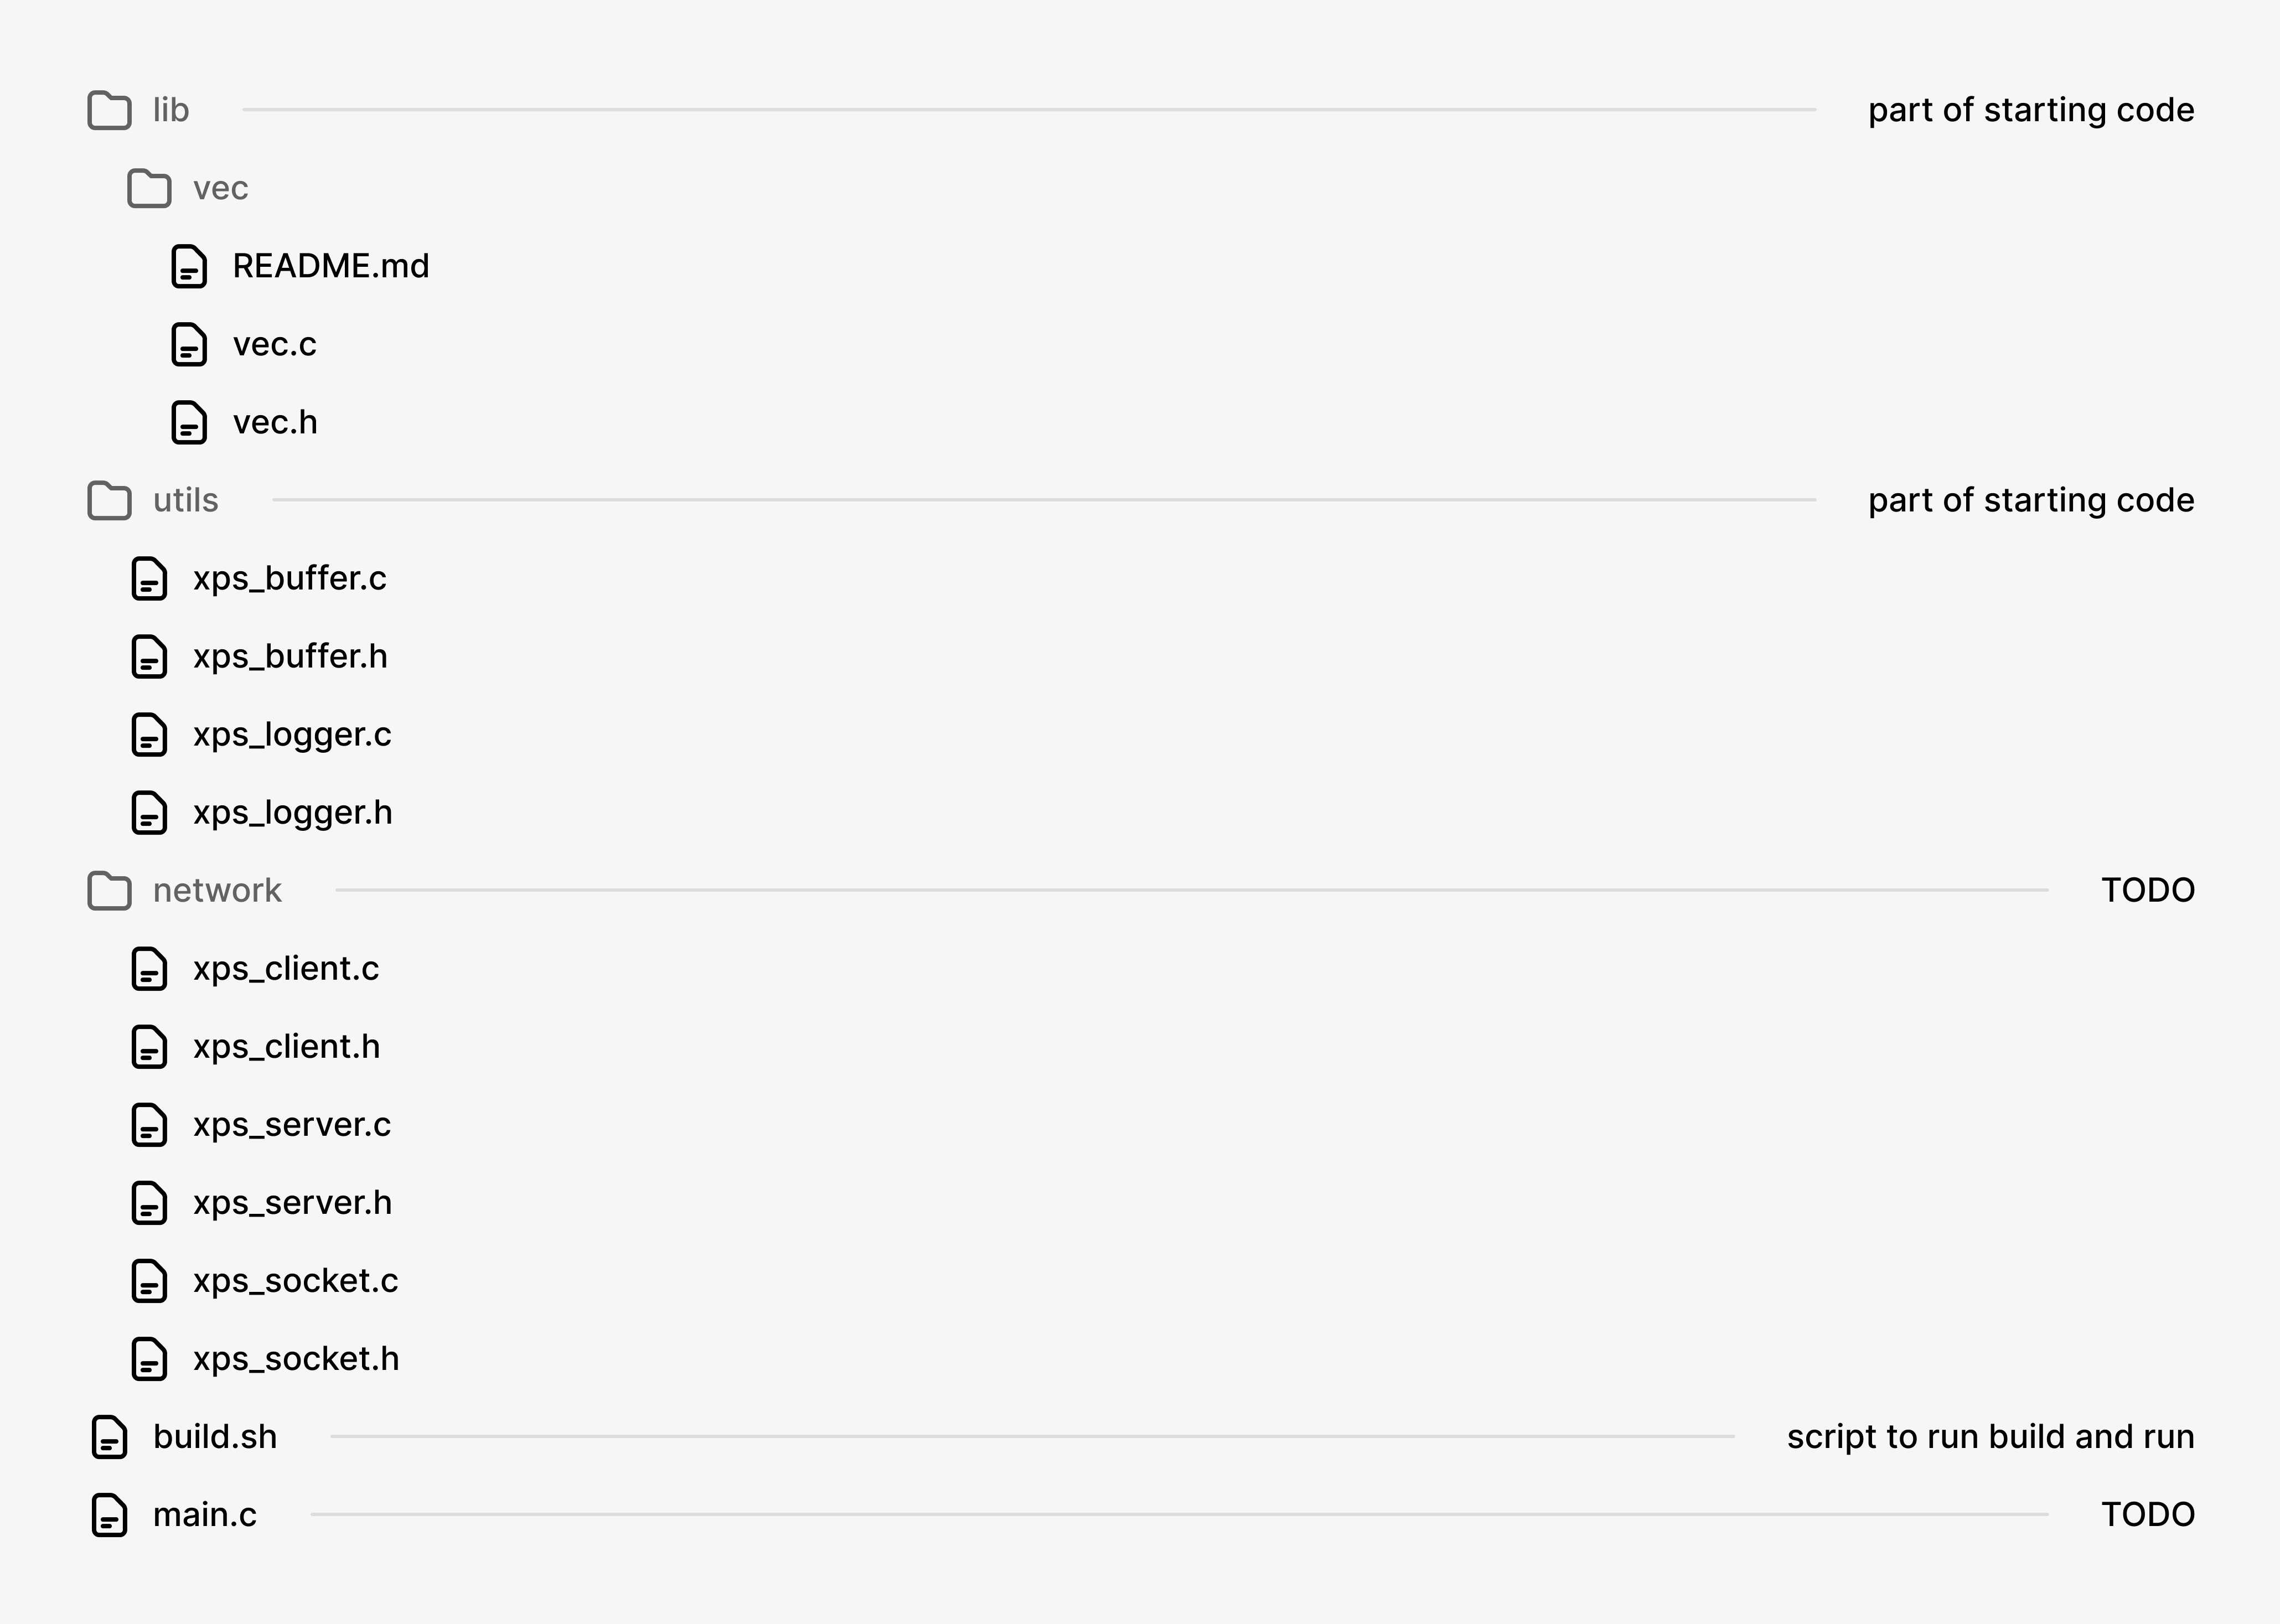 lib part of starting code
vec
README.md
vec.c
vec.h
utils part of starting code
xps_buffer.c
xps_buffer.h
xps_logger.c
xps_logger.h
network TODO
xps_client.c
xps_client.h
xps_server.c
xps_server.h
xps_socket.c
xps_socket.h
build.sh script to run build and run
main.c TODO